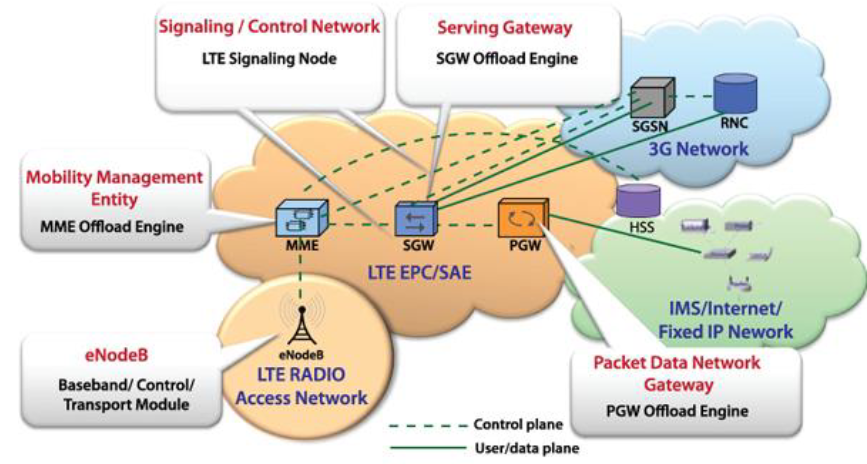 Signaling / Control Network
LTE Signaling Node
Serving Gateway
SGW Offload Engine
SGSN
RNC
3G Network
Mobility Management
Entity
MME Offload Engine
MME
SGW
PGW
HSS
LTE EPC/SAE
IMS/Internet/
Fixed IP Nework
eNodeB
Baseband/ Control/
Transport Module
eNodeB
LTE RADIO
Access Network
Packet Data Network
Gateway
PGW Offload Engine
Control plane
User/data plane